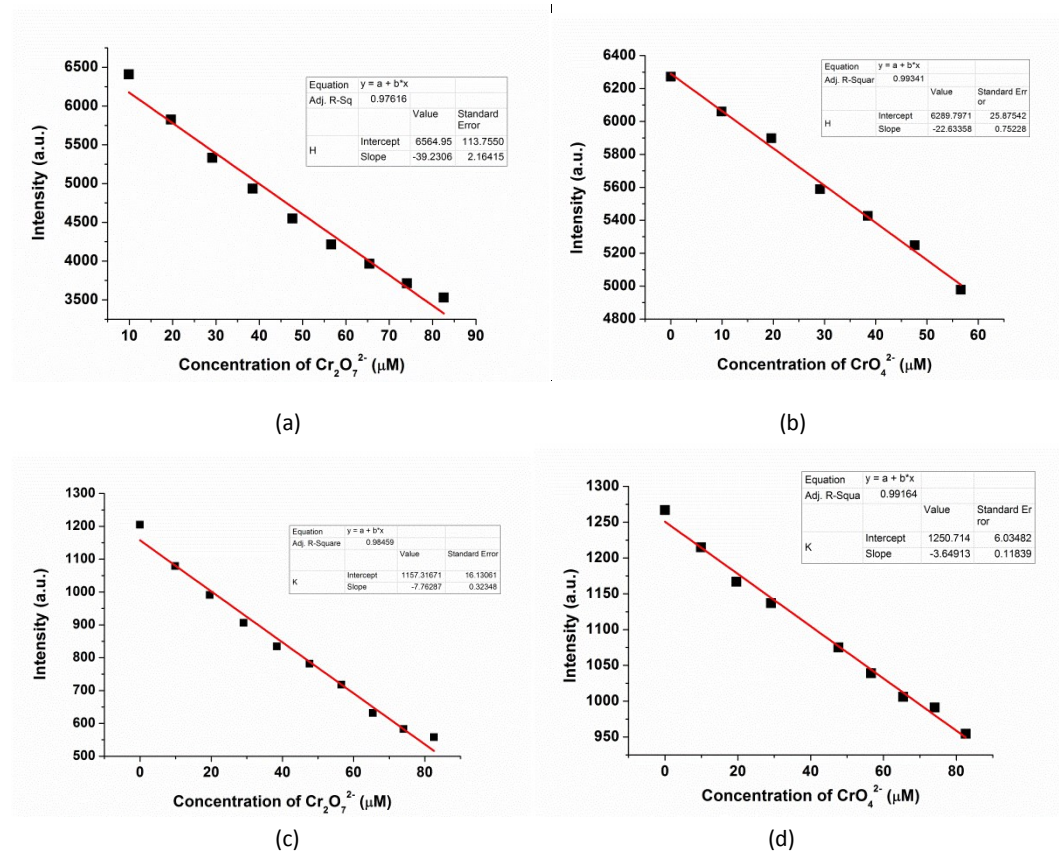 Intensity (a.u.)
6500
6000
5500
5000
4500
4000
3500
Equation y = a + b*x
Adj. R-Sq 0.97616
Value Standard Error
H Intercept 6564.95 113.7550
Slope -39.2306 2.16415
10 20 30 40 50 60 70 80 90
Concentration of Cr₂O₇²⁻ (μM)
(a)
Intensity (a.u.)
6400
6200
6000
5800
5600
5400
5200
5000
4800
Equation y = a + b*x
Adj. R-Squar 0.99341
Value Standard Err
or
H Intercept 6289.7971 25.87542
Slope -22.63358 0.75228
0 10 20 30 40 50 60
Concentration of CrO₄²⁻ (μM)
(b)
Intensity (a.u.)
1300
1200
1100
1000
900
800
700
600
500
Equation y = a + b*x
Adj. R-Square 0.98459
Value Standard Error
K Intercept 1157.31671 16.13061
Slope -7.76287 0.32348
0 20 40 60 80
Concentration of Cr₂O₇²⁻ (μM)
(c)
Intensity (a.u.)
1300
1250
1200
1150
1100
1050
1000
950
Equation y = a + b*x
Adj. R-Squa 0.99164
Value Standard Er
ror
K Intercept 1250.714 6.03482
Slope -3.64913 0.11839
0 20 40 60 80
Concentration of CrO₄²⁻ (μM)
(d)